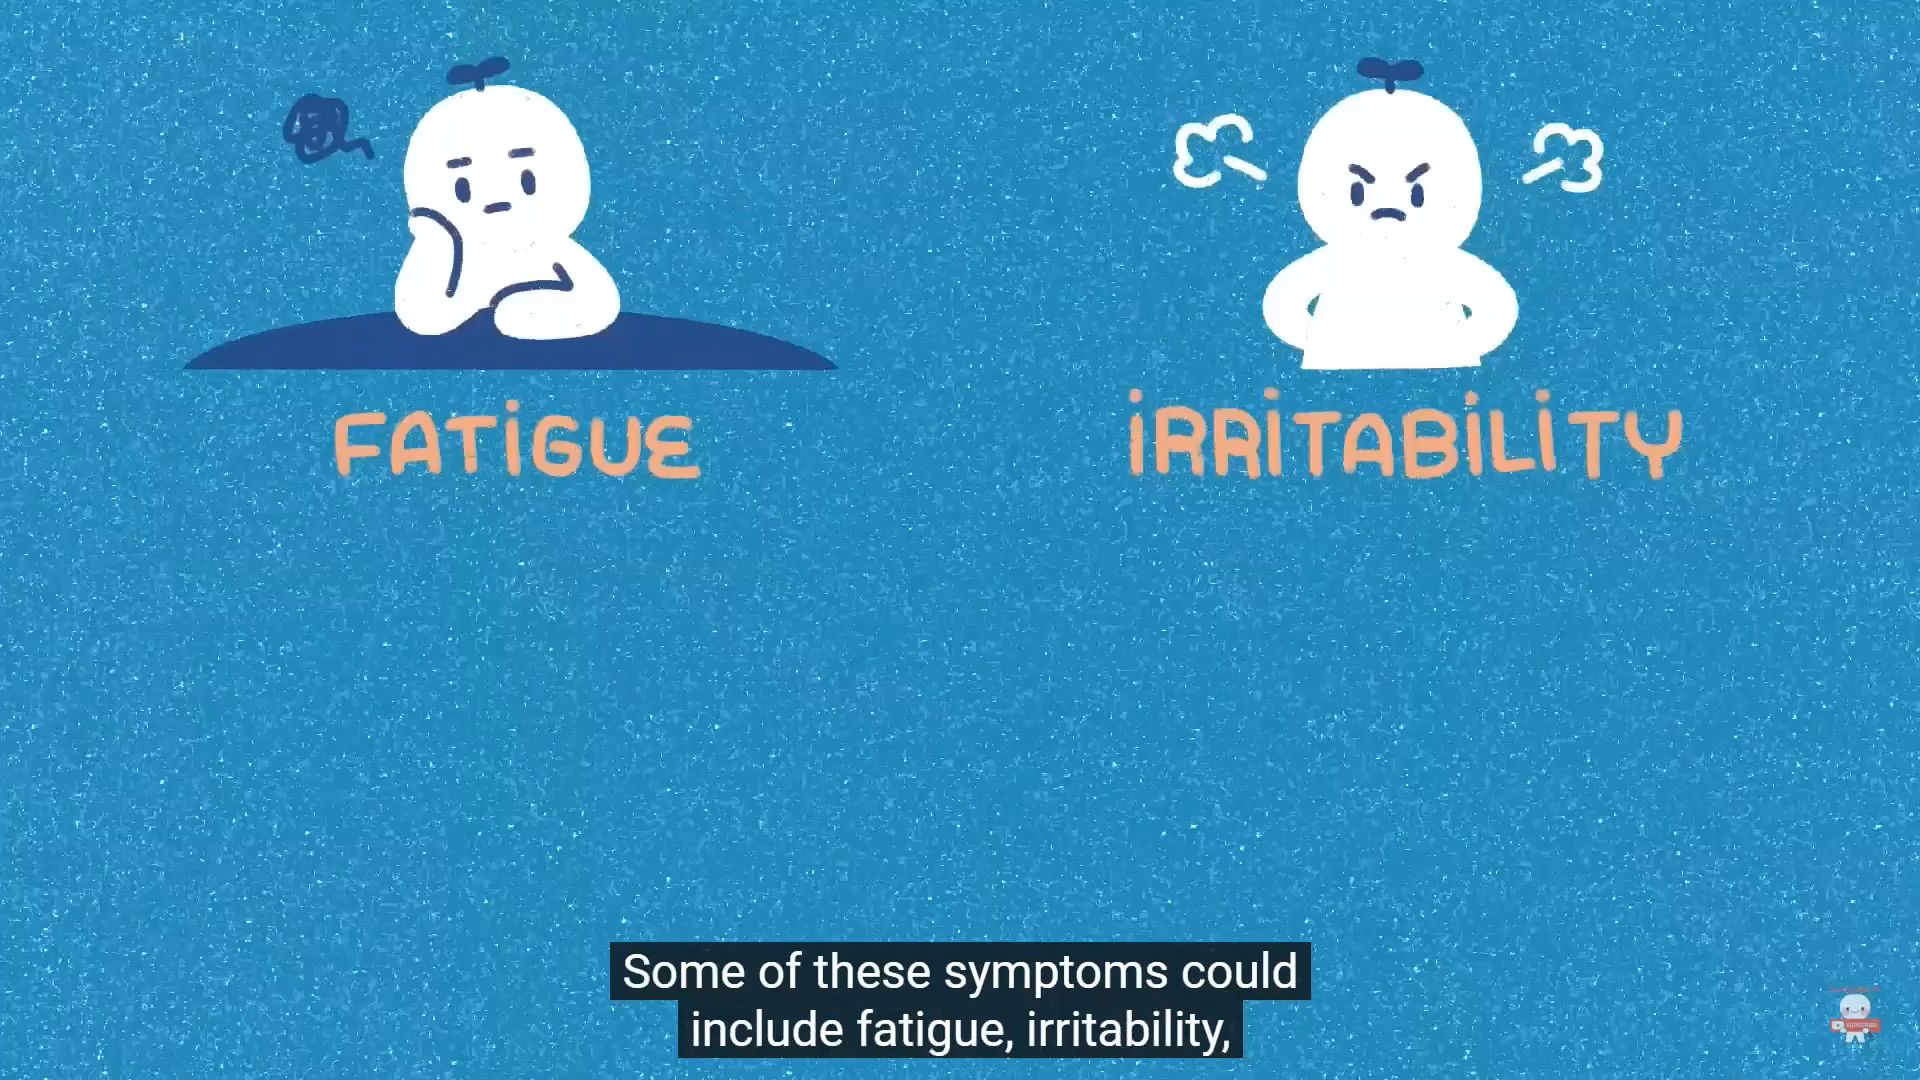 FATiGUE
iRRiTABiLiTY
Some of these symptoms could
include fatigue, irritability,